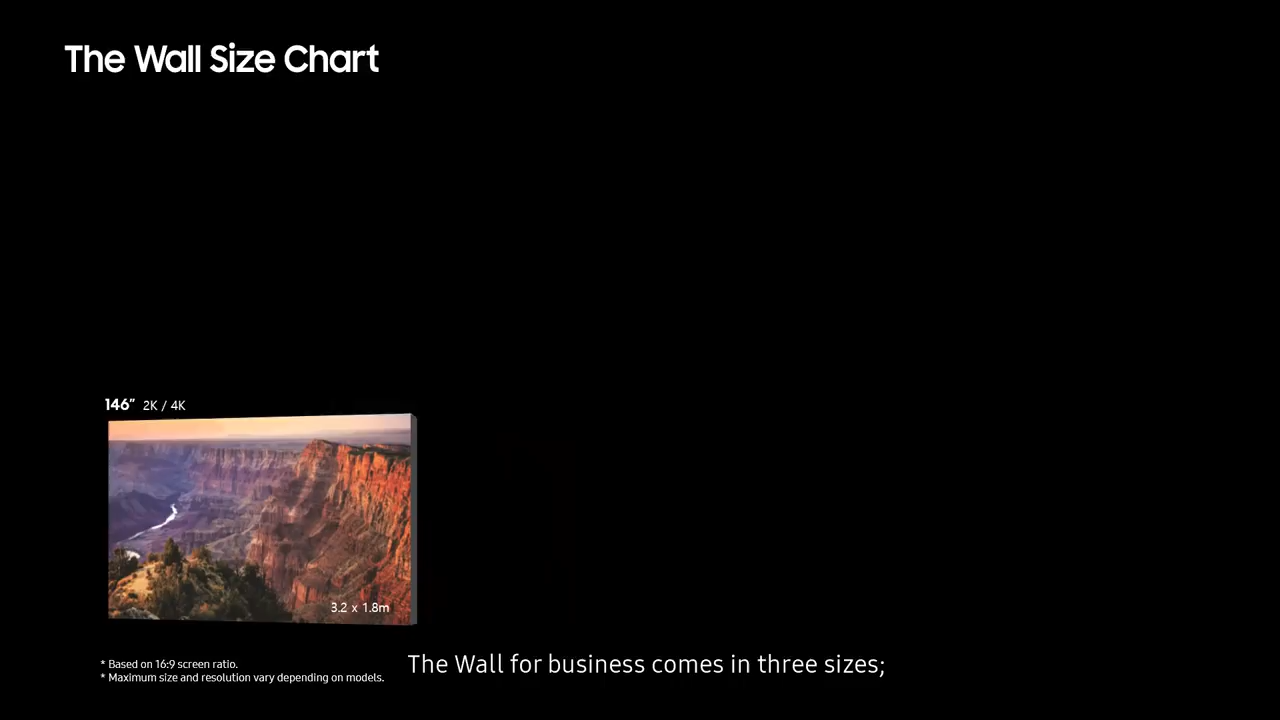 The Wall Size Chart
146” 2K / 4K
3.2 x 1.8m
* Based on 16:9 screen ratio.
* Maximum size and resolution vary depending on models.
The Wall for business comes in three sizes;